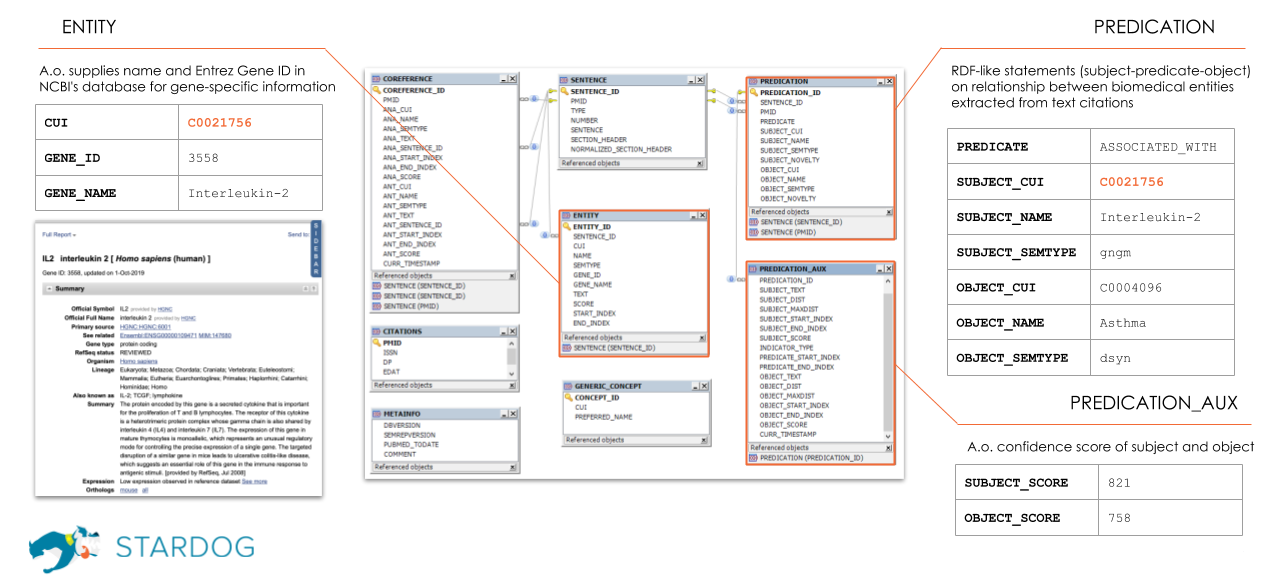 ENTITY
A.o. supplies name and Entrez Gene ID in
NCBI's database for gene-specific information
CUI C0021756
GENE_ID 3558
GENE_NAME Interleukin-2
Full Report
Send to:
SIDEBAR
IL2 interleukin 2 [ Homo sapiens (human) ]
Gene ID: 3558, updated on 1-Oct-2019
Summary
Official Symbol IL2 provided by HGNC
Official Full Name interleukin 2 provided by HGNC
Primary source HGNC:HGNC:6001
See related Ensembl:ENSG00000109471 MIM:147680
Gene type protein coding
RefSeq status REVIEWED
Organism Homo sapiens
Lineage Eukaryota; Metazoa; Chordata; Craniata; Vertebrata; Euteleostomi;
Mammalia; Eutheria; Euarchontoglires; Primates; Haplorrhini; Catarrhini;
Hominidae; Homo
Also known as IL-2; TCGF; lymphokine
Summary The protein encoded by this gene is a secreted cytokine that is important
for the proliferation of T and B lymphocytes. The receptor of this cytokine
is a heterotrimeric protein complex whose gamma chain is also shared by
interleukin 4 (IL4) and interleukin 7 (IL7). The expression of this gene in
mature thymocytes is monoallelic, which represents an unusual regulatory
mode for controlling the precise expression of a single gene. The targeted
disruption of a similar gene in mice leads to ulcerative colitis-like disease,
which suggests an essential role of this gene in the immune response to
antigenic stimuli. [provided by RefSeq, Jul 2008]
Expression Low expression observed in reference dataset See more
Orthologs mouse all
STARDOG
COREFERENCE
COREFERENCE_ID
PMID
ANA_CUI
ANA_NAME
ANA_SEMTYPE
ANA_TEXT
ANA_SENTENCE_ID
ANA_START_INDEX
ANA_END_INDEX
ANA_SCORE
ANT_CUI
ANT_NAME
ANT_SEMTYPE
ANT_TEXT
ANT_SENTENCE_ID
ANT_START_INDEX
ANT_END_INDEX
ANT_SCORE
CURR_TIMESTAMP
Referenced objects
SENTENCE (SENTENCE_ID)
SENTENCE (SENTENCE_ID)
SENTENCE (PMID)
CITATIONS
PMID
ISSN
DP
EDAT
Referenced objects
METAINFO
DBVERSION
SEMREPVERSION
PUBMED_TODATE
COMMENT
Referenced objects
SENTENCE
SENTENCE_ID
PMID
TYPE
NUMBER
SENTENCE
SECTION_HEADER
NORMALIZED_SECTION_HEADER
Referenced objects
ENTITY
ENTITY_ID
SENTENCE_ID
CUI
NAME
SEMTYPE
GENE_ID
GENE_NAME
TEXT
SCORE
START_INDEX
END_INDEX
Referenced objects
SENTENCE (SENTENCE_ID)
GENERIC_CONCEPT
CONCEPT_ID
CUI
PREFERRED_NAME
Referenced objects
PREDICATION
PREDICATION_ID
SENTENCE_ID
PMID
PREDICATE
SUBJECT_CUI
SUBJECT_NAME
SUBJECT_SEMTYPE
SUBJECT_NOVELTY
OBJECT_CUI
OBJECT_NAME
OBJECT_SEMTYPE
OBJECT_NOVELTY
Referenced objects
SENTENCE (SENTENCE_ID)
SENTENCE (PMID)
PREDICATION_AUX
PREDICATION_ID
SUBJECT_TEXT
SUBJECT_DIST
SUBJECT_MAXDIST
SUBJECT_START_INDEX
SUBJECT_END_INDEX
SUBJECT_SCORE
INDICATOR_TYPE
PREDICATE_START_INDEX
PREDICATE_END_INDEX
OBJECT_TEXT
OBJECT_DIST
OBJECT_MAXDIST
OBJECT_START_INDEX
OBJECT_END_INDEX
OBJECT_SCORE
CURR_TIMESTAMP
Referenced objects
PREDICATION (PREDICATION_ID)
PREDICATION
RDF-like statements (subject-predicate-object)
on relationship between biomedical entities
extracted from text citations
PREDICATE ASSOCIATED_WITH
SUBJECT_CUI C0021756
SUBJECT_NAME Interleukin-2
SUBJECT_SEMTYPE gngm
OBJECT_CUI C0004096
OBJECT_NAME Asthma
OBJECT_SEMTYPE dsyn
PREDICATION_AUX
A.o. confidence score of subject and object
SUBJECT_SCORE 821
OBJECT_SCORE 758